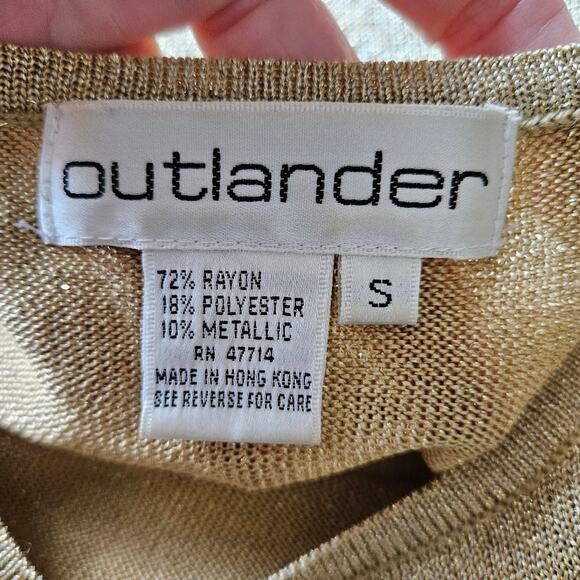 outlander
72% RAYON
18% POLYESTER
10% METALLIC
RN 47714
MADE IN HONG KONG
SEE REVERSE FOR CARE
S